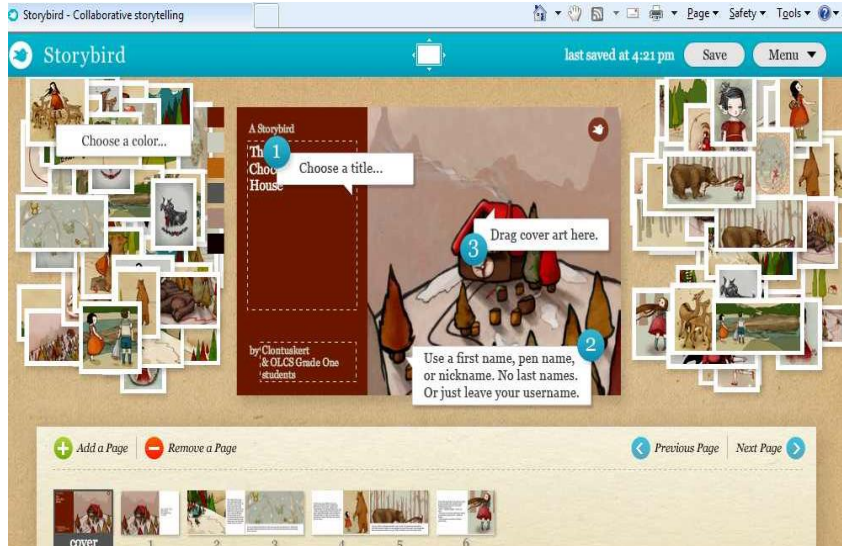 Storybird - Collaborative storytelling
Page Safety Tools
Storybird
last saved at 4:21 pm Save Menu
Choose a color...
A Storybird
1
Choose a title...
House
3 Drag cover art here.
2
by Clontuskert
& OLCS Grade One
students
Use a first name, pen name,
or nickname. No last names.
Or just leave your username.
Add a Page Remove a Page Previous Page Next Page
cover 1 2 3 4 5 6